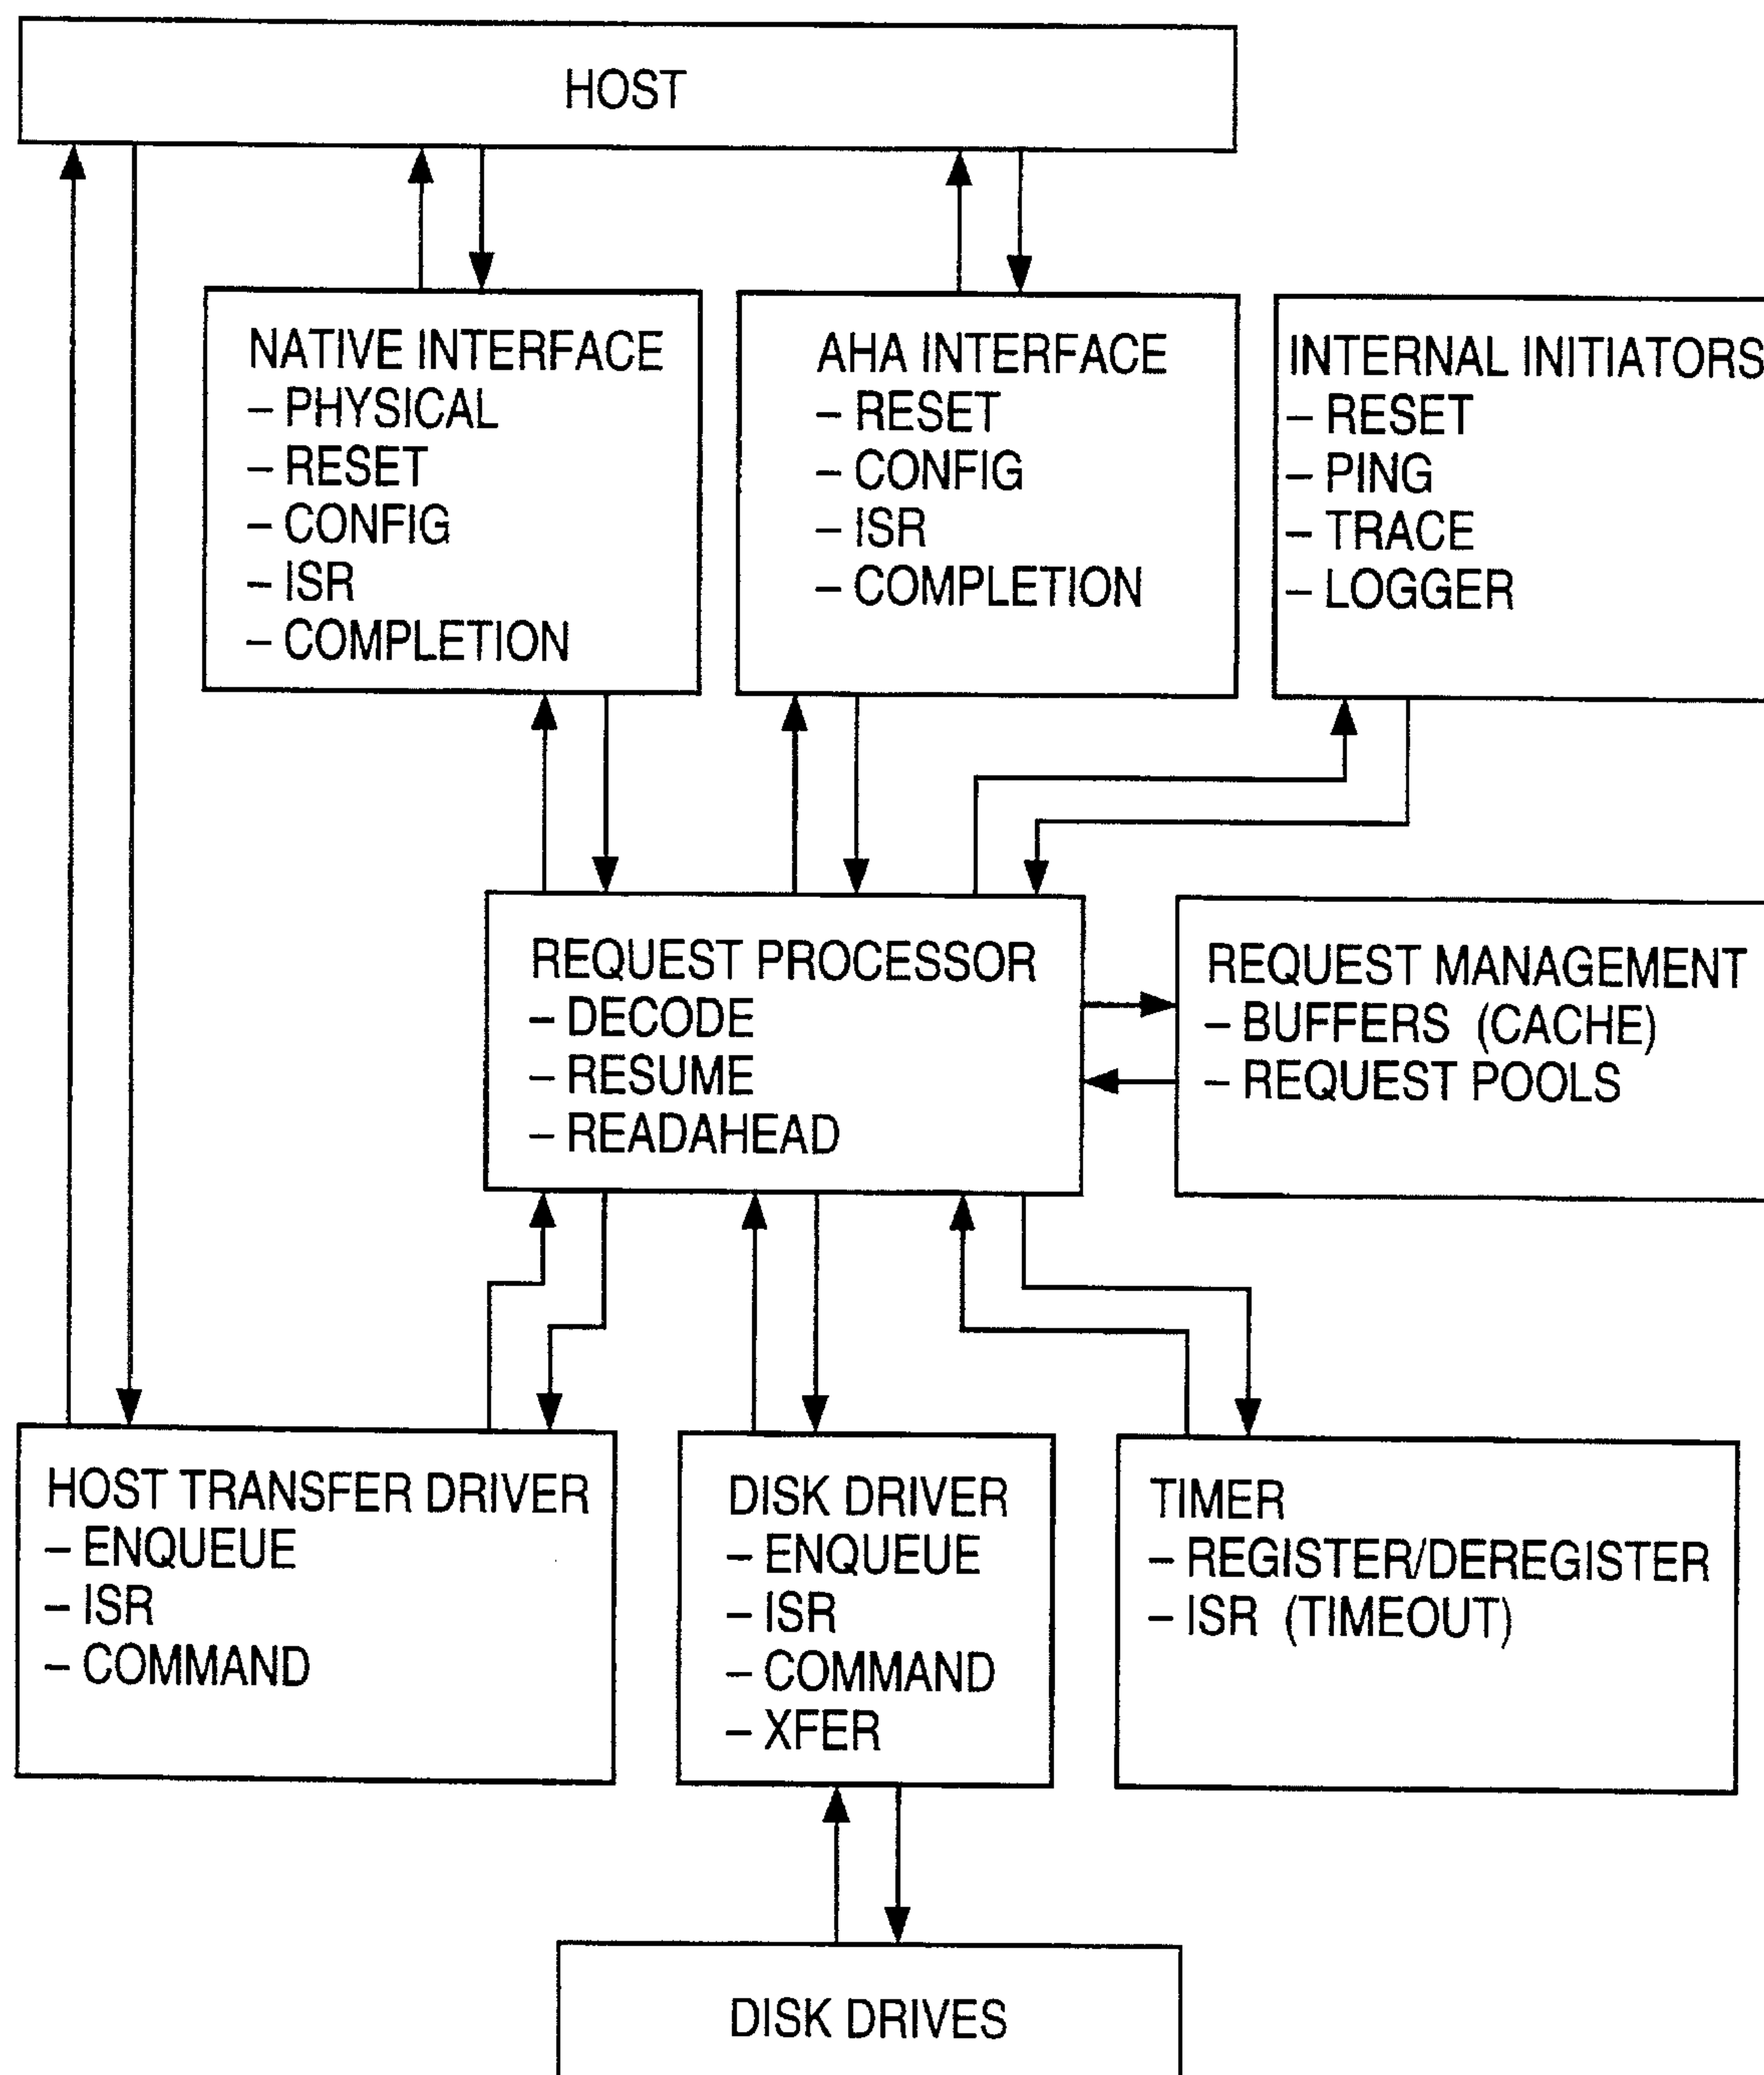 HOST
NATIVE INTERFACE
– PHYSICAL
– RESET
– CONFIG
– ISR
– COMPLETION
AHA INTERFACE
– RESET
– CONFIG
– ISR
– COMPLETION
INTERNAL INITIATORS
– RESET
– PING
– TRACE
– LOGGER
REQUEST PROCESSOR
– DECODE
– RESUME
– READAHEAD
REQUEST MANAGEMENT
– BUFFERS (CACHE)
– REQUEST POOLS
HOST TRANSFER DRIVER
– ENQUEUE
– ISR
– COMMAND
DISK DRIVER
– ENQUEUE
– ISR
– COMMAND
– XFER
TIMER
– REGISTER/DEREGISTER
– ISR (TIMEOUT)
DISK DRIVES